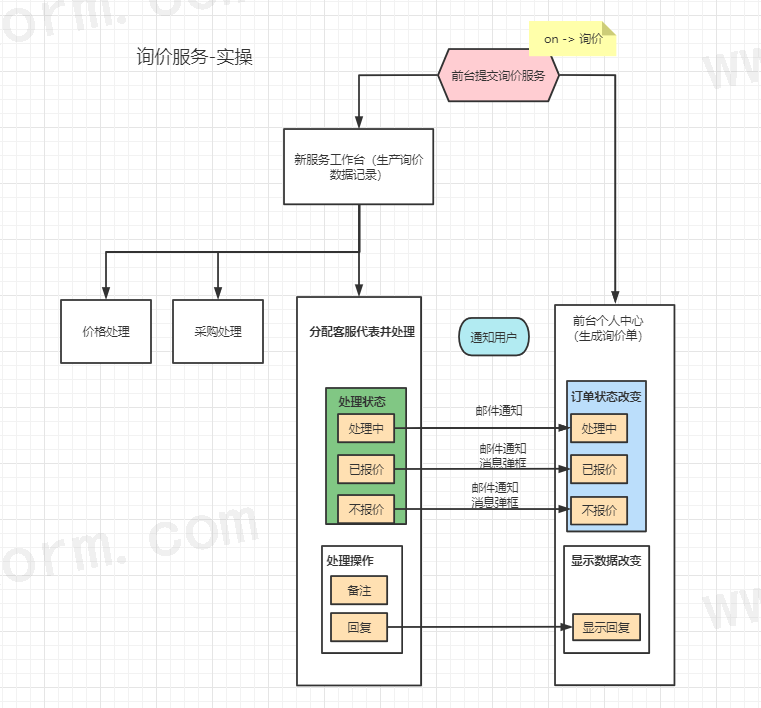 on -> 询价
询价服务-实操
前台提交询价服务
新服务工作台（生产询价
数据记录）
价格处理
采购处理
分配客服代表并处理
通知用户
前台个人中心
（生成询价单）
处理状态
处理中
已报价
不报价
邮件通知
邮件通知
消息弹框
邮件通知
消息弹框
订单状态改变
处理中
已报价
不报价
处理操作
备注
回复
显示数据改变
显示回复
orm.com
orm.com